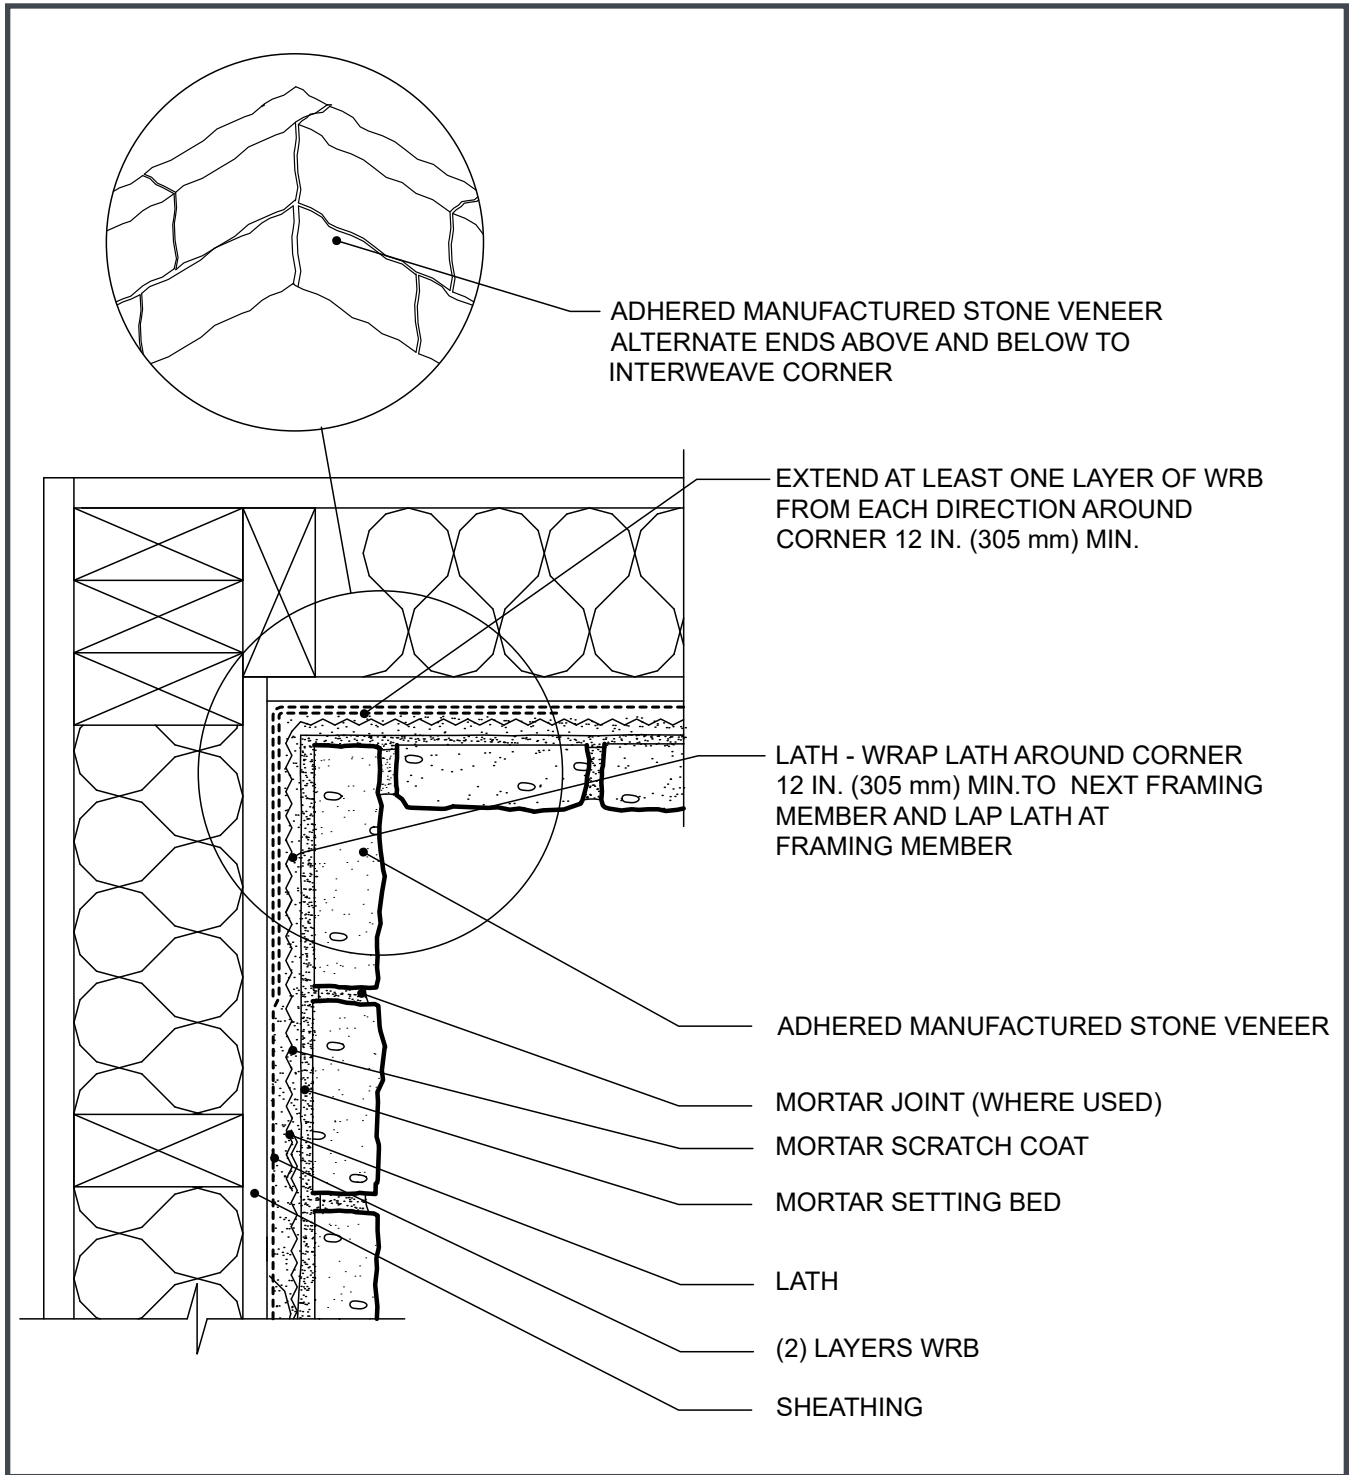 ADHERED MANUFACTURED STONE VENEER
ALTERNATE ENDS ABOVE AND BELOW TO
INTERWEAVE CORNER
EXTEND AT LEAST ONE LAYER OF WRB
FROM EACH DIRECTION AROUND
CORNER 12 IN. (305 mm) MIN.
LATH - WRAP LATH AROUND CORNER
12 IN. (305 mm) MIN.TO NEXT FRAMING
MEMBER AND LAP LATH AT
FRAMING MEMBER
ADHERED MANUFACTURED STONE VENEER
MORTAR JOINT (WHERE USED)
MORTAR SCRATCH COAT
MORTAR SETTING BED
LATH
(2) LAYERS WRB
SHEATHING